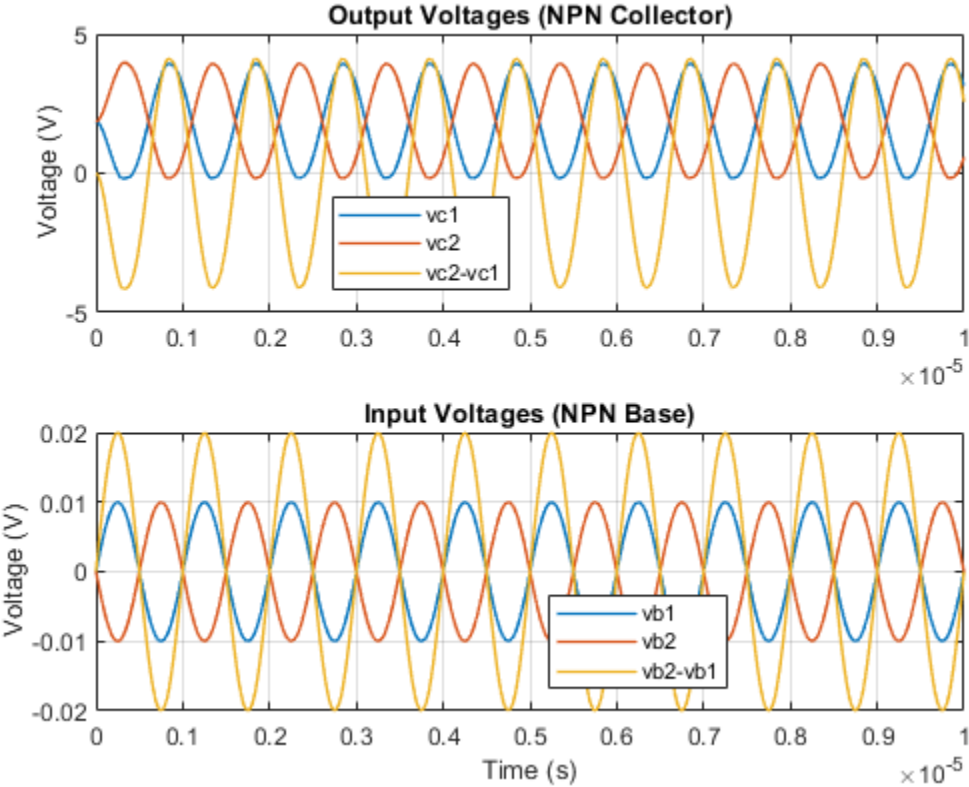 Output Voltages (NPN Collector)
5
0
-5
Voltage (V)
vc1
vc2
vc2-vc1
0 0.1 0.2 0.3 0.4 0.5 0.6 0.7 0.8 0.9 1
×10-5
Input Voltages (NPN Base)
0.02
0.01
0
-0.01
-0.02
Voltage (V)
vb1
vb2
vb2-vb1
0 0.1 0.2 0.3 0.4 0.5 0.6 0.7 0.8 0.9 1
Time (s)
×10-5